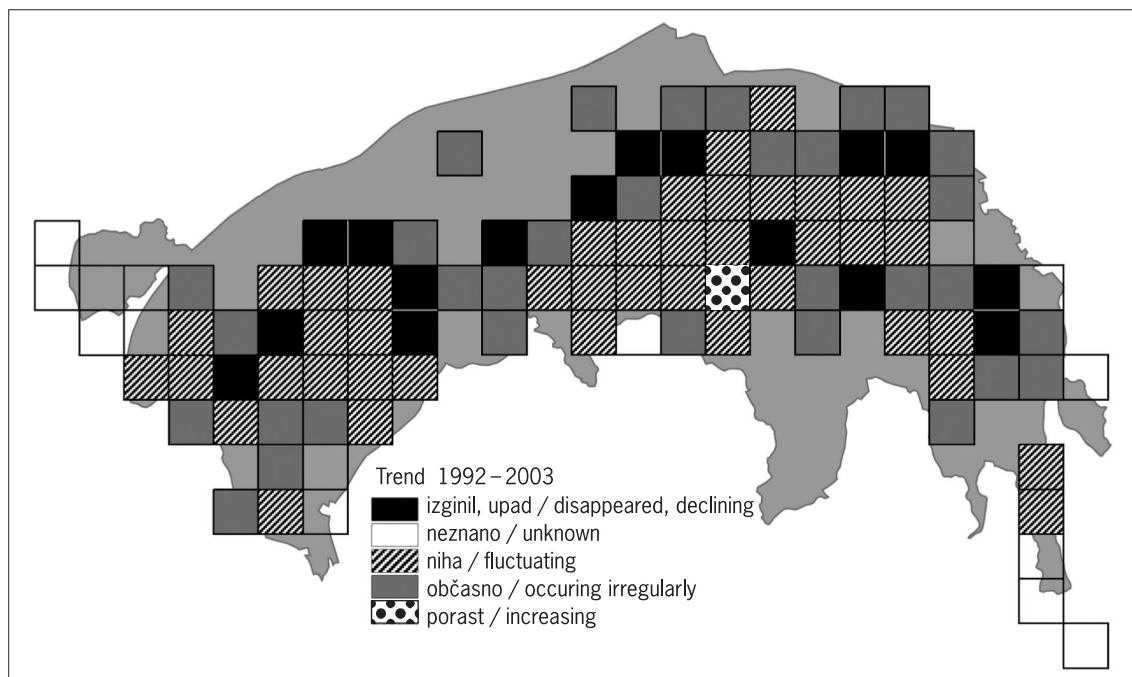 Trend 1992–2003
izginil, upad / disappeared, declining
neznano / unknown
niha / fluctuating
občasno / occuring irregularly
porast / increasing